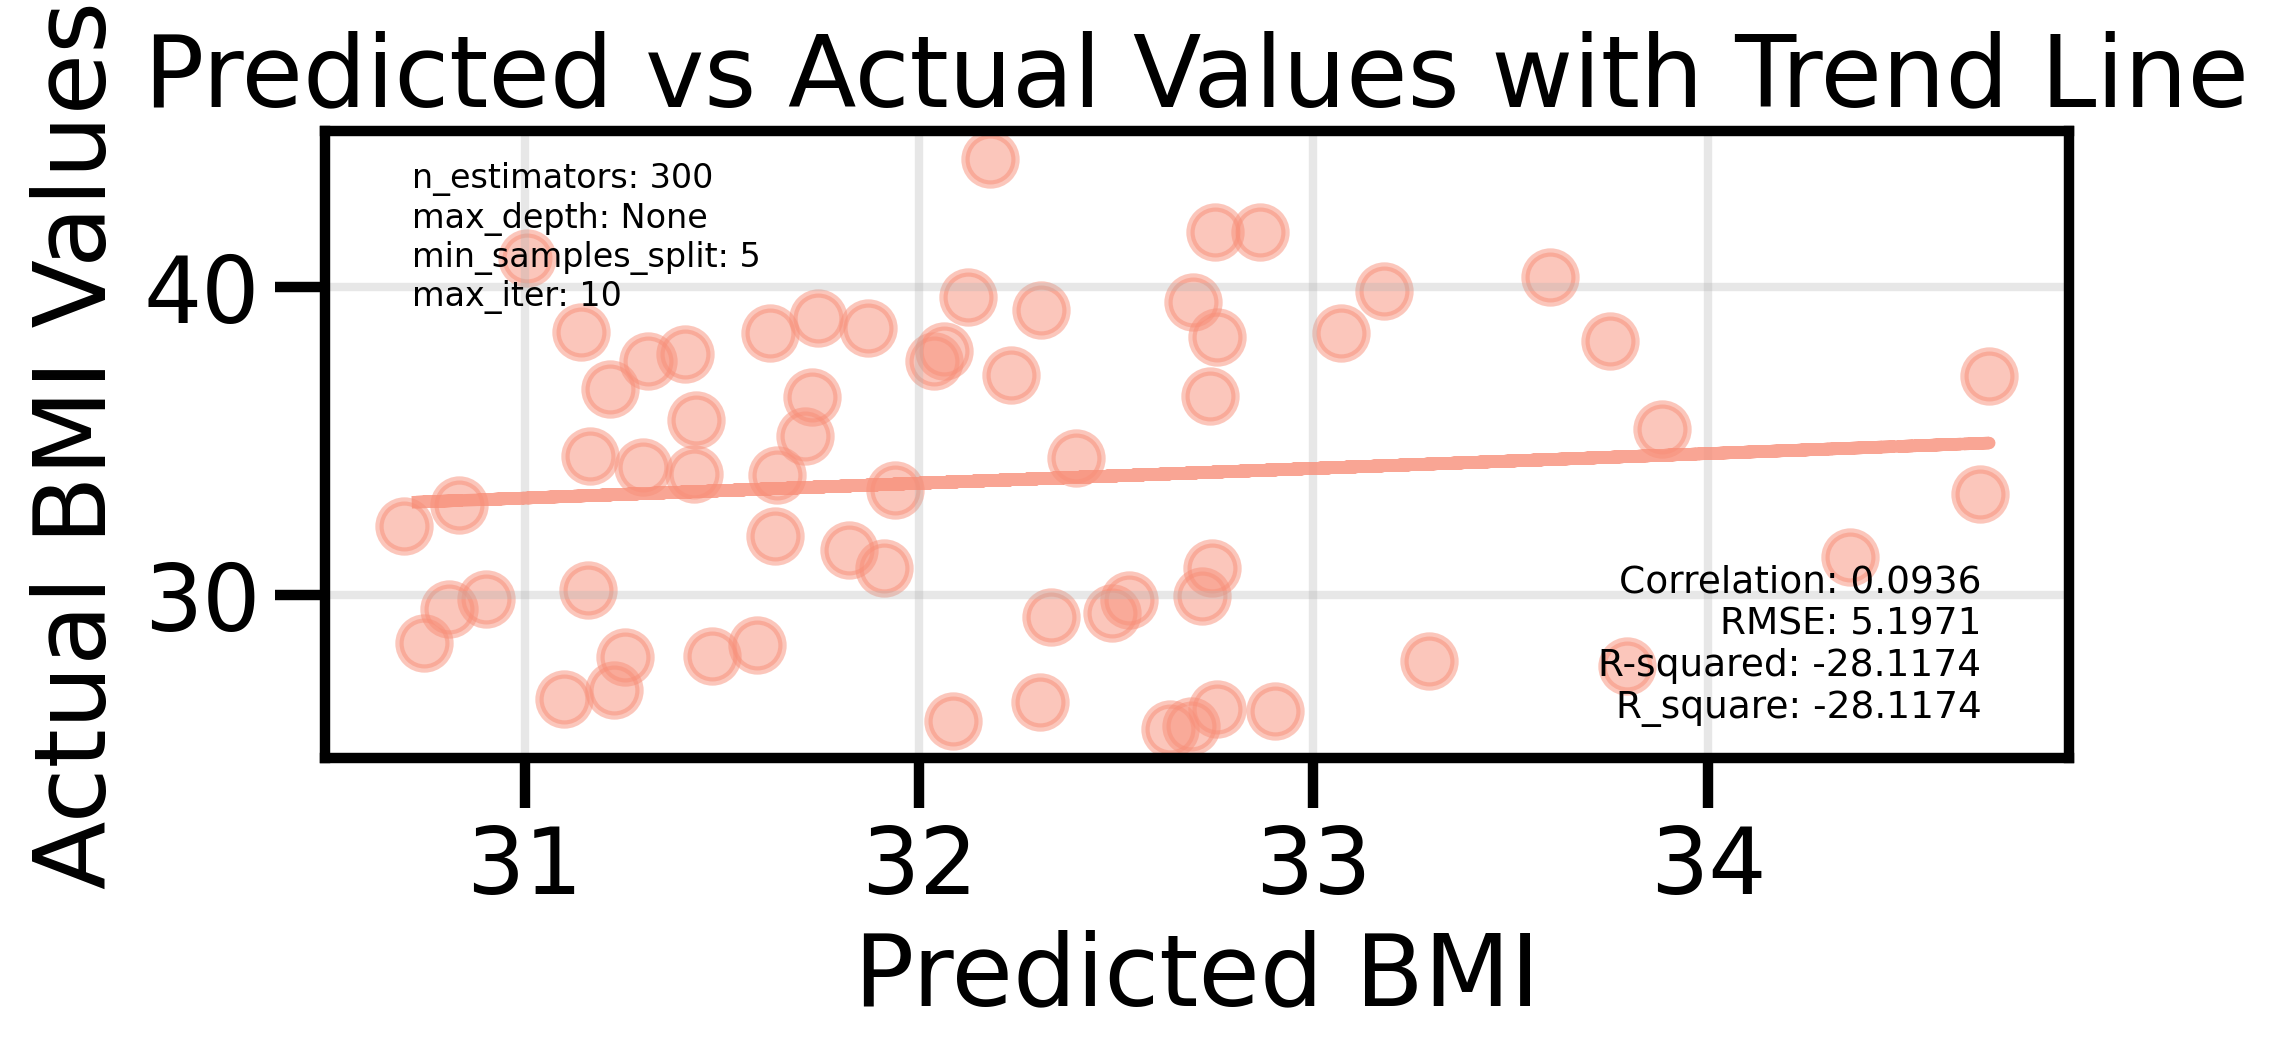 Predicted vs Actual Values with Trend Line
Actual BMI Values
n_estimators: 300
max_depth: None
min_samples_split: 5
max_iter: 10
40
30
Correlation: 0.0936
RMSE: 5.1971
R-squared: -28.1174
R_square: -28.1174
31 32 33 34
Predicted BMI